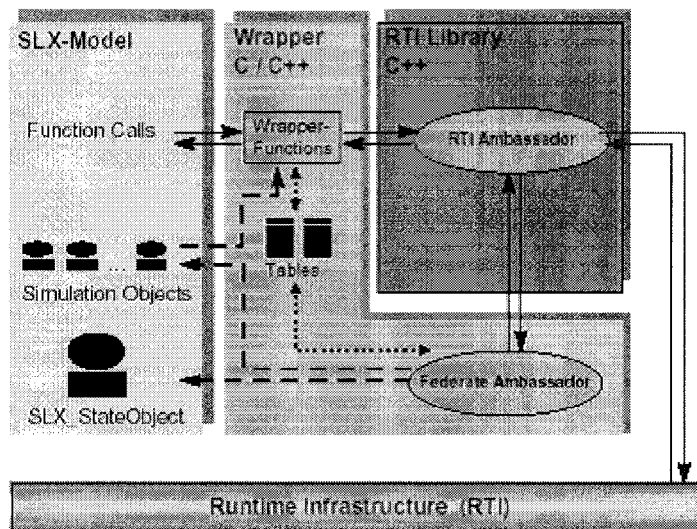 SLX-Model
Wrapper
C / C++
RTI Library
C++
Function Calls
Wrapper-
Functions
RTI Ambassador
Tables
...
Simulation Objects
Federate Ambassador
SLX_StateObject
Runtime Infrastructure (RTI)